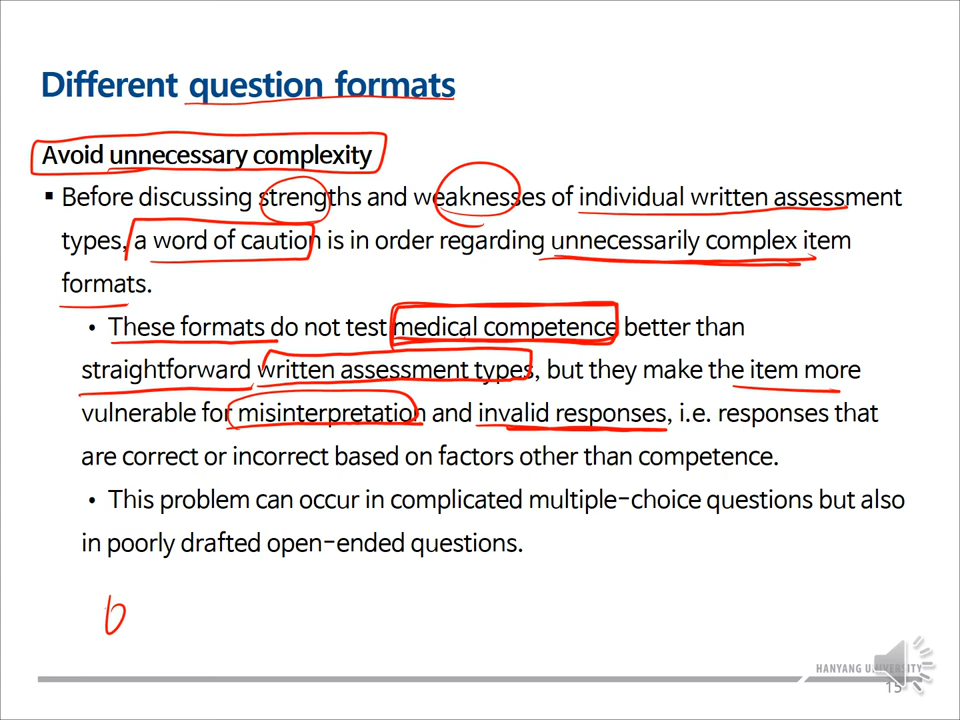 Different question formats
Avoid unnecessary complexity
▪ Before discussing strengths and weaknesses of individual written assessment
types, a word of caution is in order regarding unnecessarily complex item
formats.
• These formats do not test medical competence better than
straightforward written assessment types, but they make the item more
vulnerable for misinterpretation and invalid responses, i.e. responses that
are correct or incorrect based on factors other than competence.
• This problem can occur in complicated multiple-choice questions but also
in poorly drafted open-ended questions.
HANYANG UNIVERSITY
15